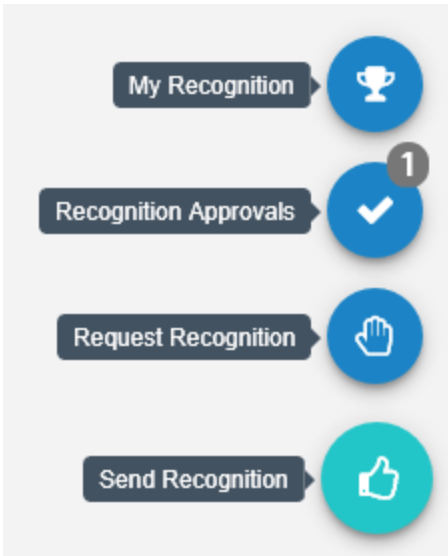 My Recognition
1
Recognition Approvals
Request Recognition
Send Recognition